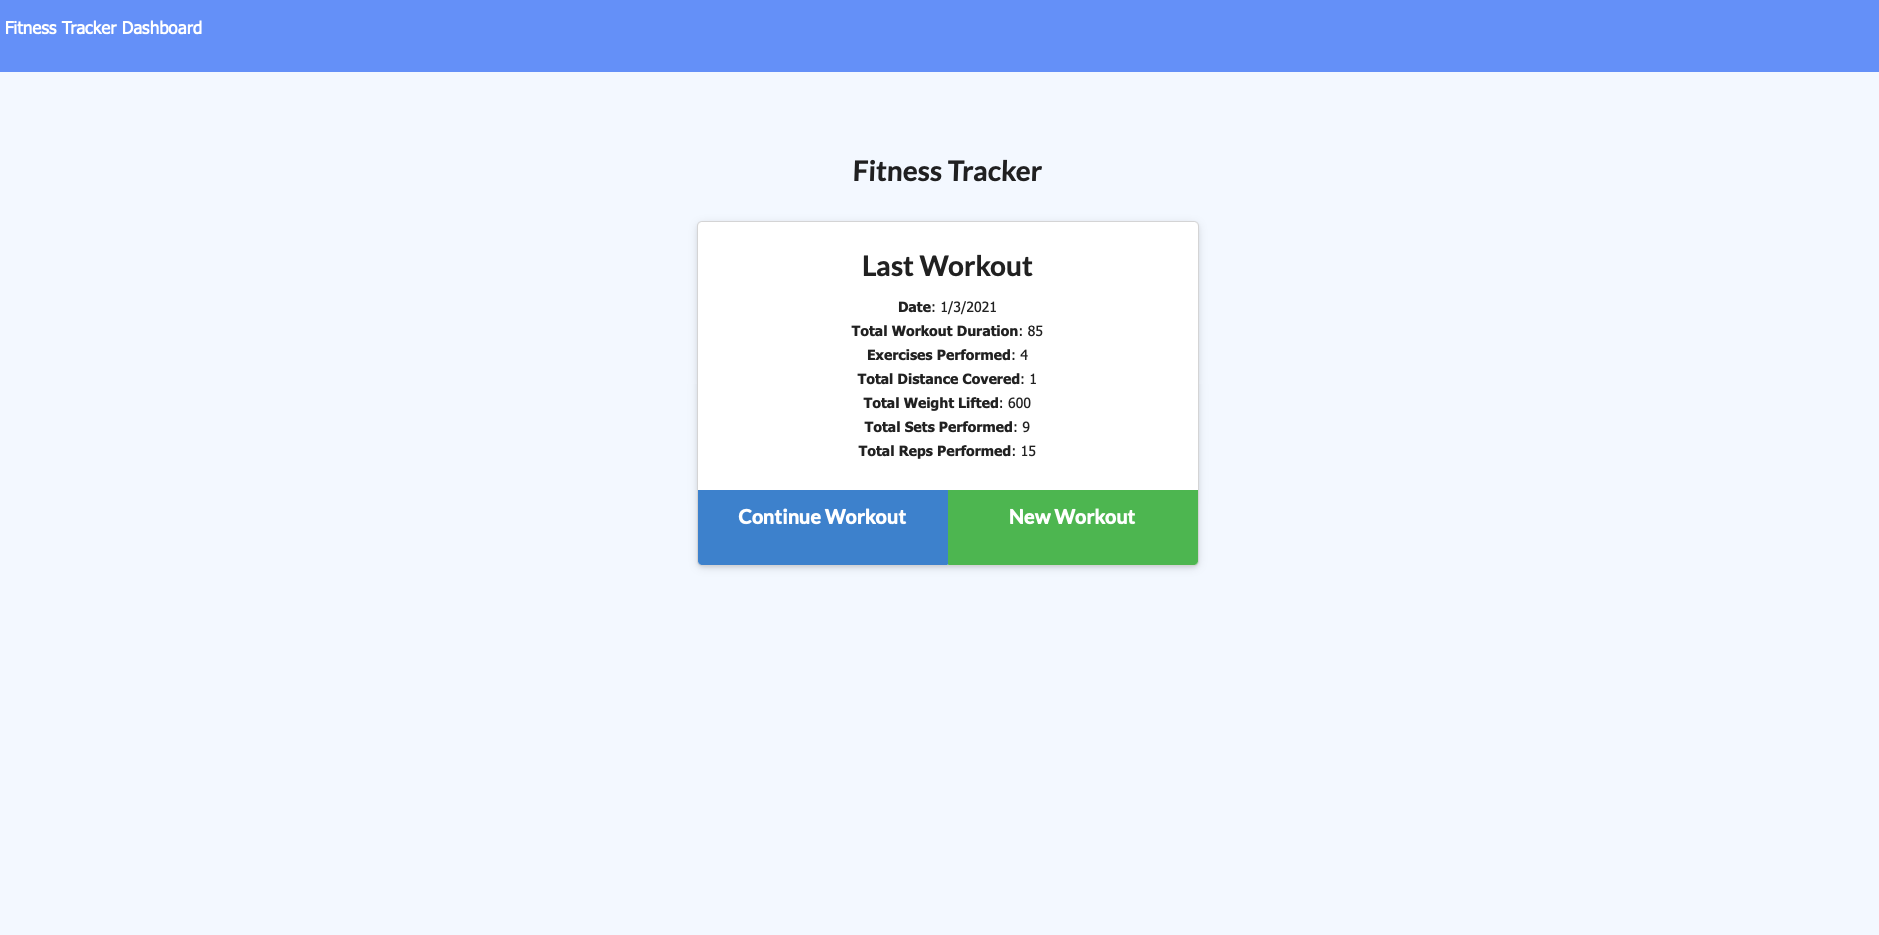 Fitness Tracker Dashboard
Fitness Tracker
Last Workout
Date: 1/3/2021
Total Workout Duration: 85
Exercises Performed: 4
Total Distance Covered: 1
Total Weight Lifted: 600
Total Sets Performed: 9
Total Reps Performed: 15
Continue Workout
New Workout